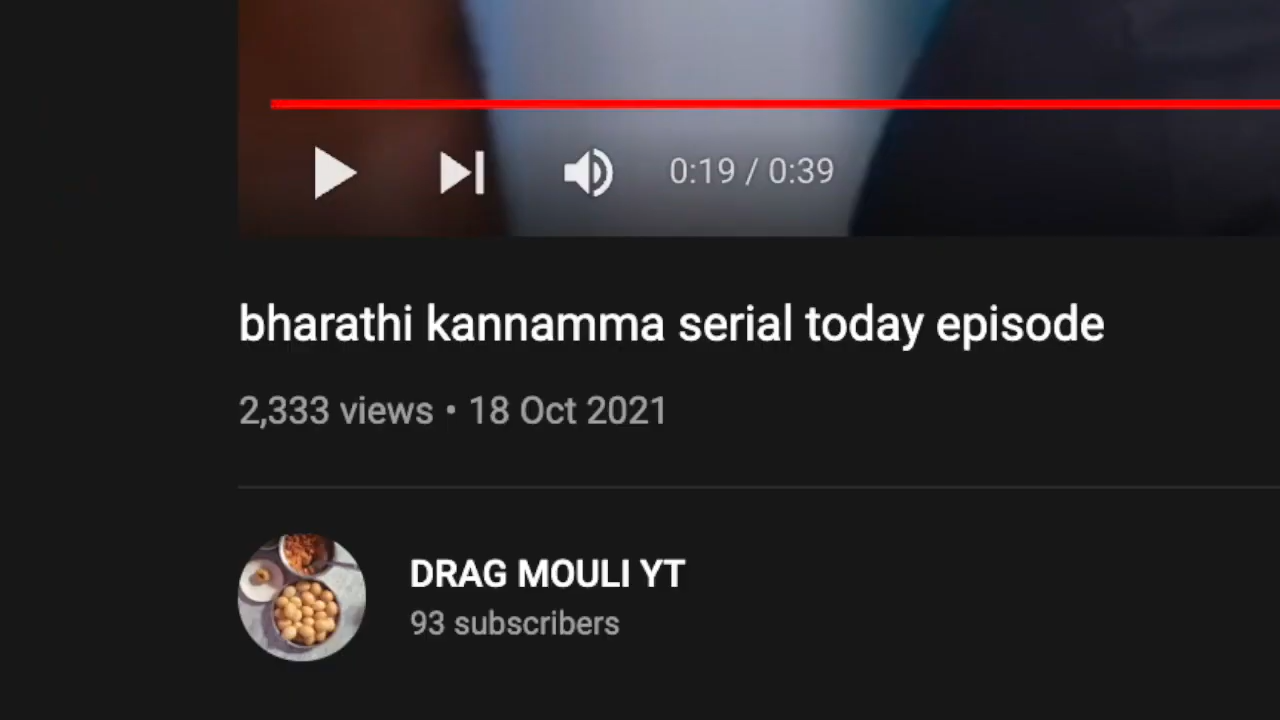 0:19 / 0:39
bharathi kannamma serial today episode
2,333 views • 18 Oct 2021
DRAG MOULI YT
93 subscribers